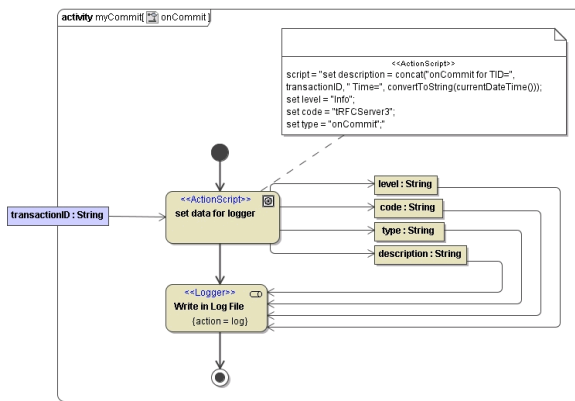 activity myCommit[ onCommit ]
<<ActionScript>>
script = "set description = concat("onCommit for TID=",
transactionID, " Time=", convertToString(currentDateTime()));
set level = "Info";
set code = "tRFCServer3";
set type = "onCommit";"
transactionID : String
<<ActionScript>>
set data for logger
level : String
code : String
type : String
description : String
<<Logger>>
Write in Log File
{action = log}